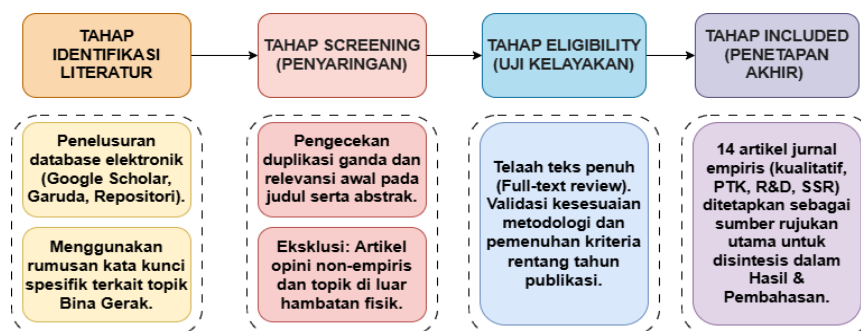 TAHAP
IDENTIFIKASI
LITERATUR
TAHAP SCREENING
(PENYARINGAN)
TAHAP ELIGIBILITY
(UJI KELAYAKAN)
TAHAP INCLUDED
(PENETAPAN
AKHIR)
Penelusuran
database elektronik
(Google Scholar,
Garuda, Repositori).
Menggunakan
rumusan kata kunci
spesifik terkait topik
Bina Gerak.
Pengecekan
duplikasi ganda dan
relevansi awal pada
judul serta abstrak.
Eksklusi: Artikel
opini non-empiris
dan topik di luar
hambatan fisik.
Telaah teks penuh
(Full-text review).
Validasi kesesuaian
metodologi dan
pemenuhan kriteria
rentang tahun
publikasi.
14 artikel jurnal
empiris (kualitatif,
PTK, R&D, SSR)
ditetapkan sebagai
sumber rujukan
utama untuk
disintesis dalam
Hasil &
Pembahasan.